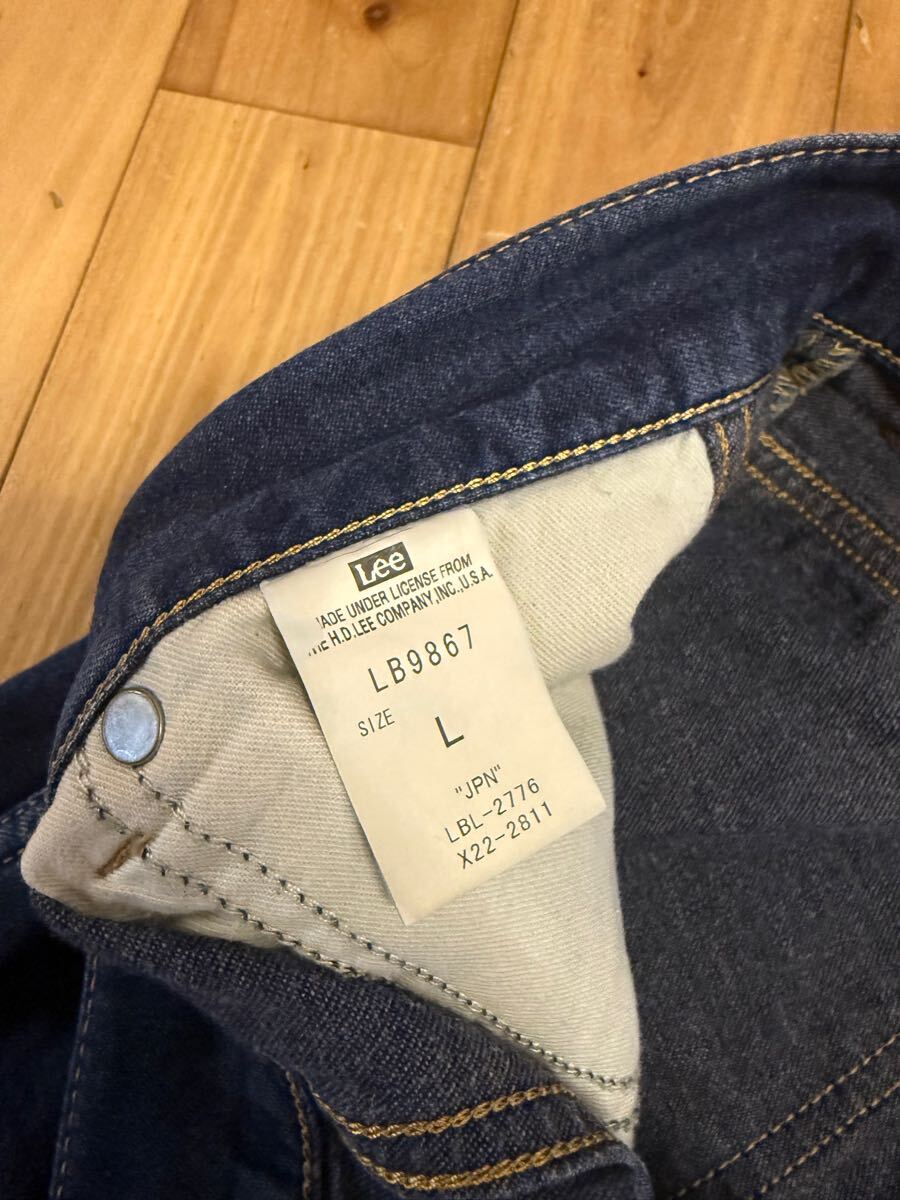 Lee
MADE UNDER LICENSE FROM
THE H.D.LEE COMPANY,INC.,U.S.A.
LB9867
SIZE L
"JPN"
LBL-2776
X22-2811